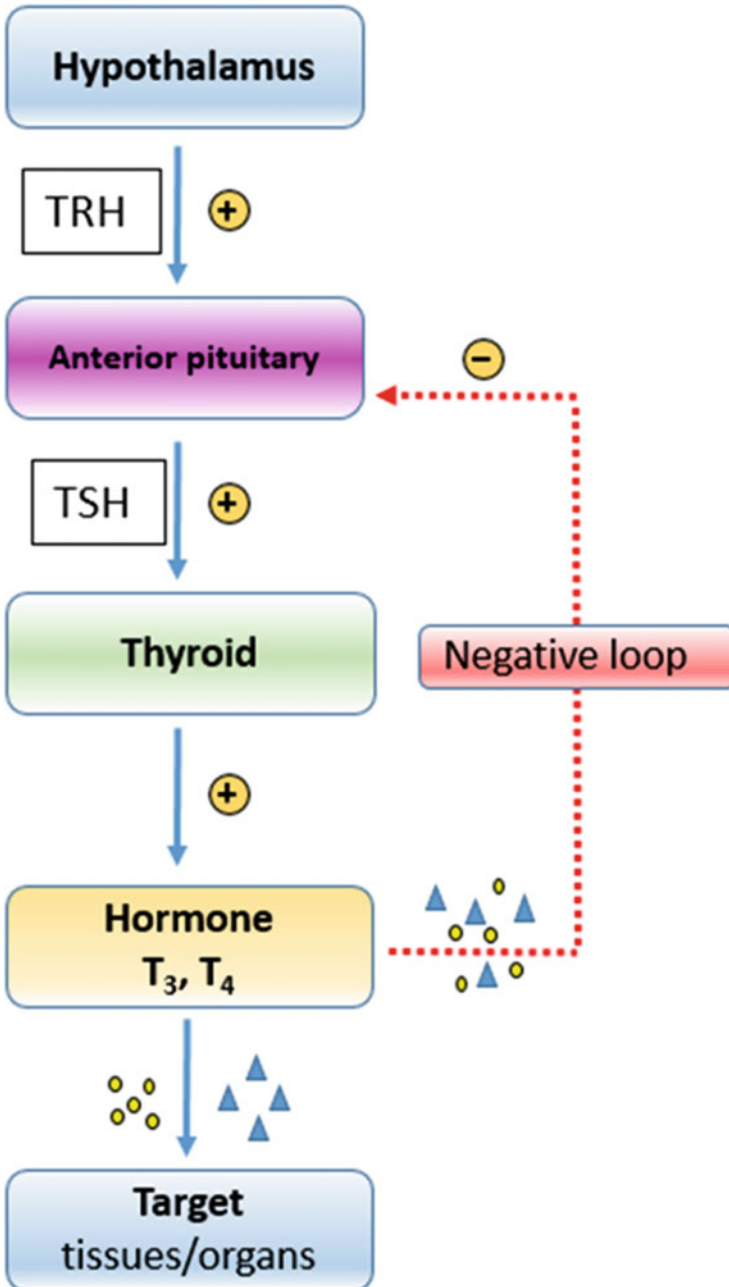 Hypothalamus
TRH
+
Anterior pituitary
−
TSH
+
Thyroid
Negative loop
+
Hormone
T₃, T₄
Target
tissues/organs